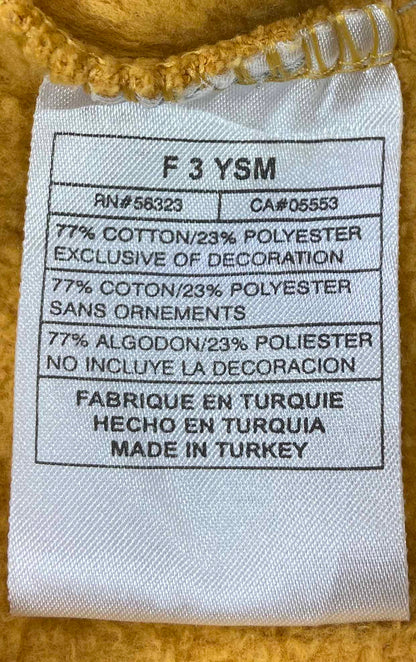 F 3 YSM
RN#56323 CA#05553
77% COTTON/23% POLYESTER
EXCLUSIVE OF DECORATION
77% COTON/23% POLYESTER
SANS ORNEMENTS
77% ALGODON/23% POLIESTER
NO INCLUYE LA DECORACION
FABRIQUE EN TURQUIE
HECHO EN TURQUIA
MADE IN TURKEY